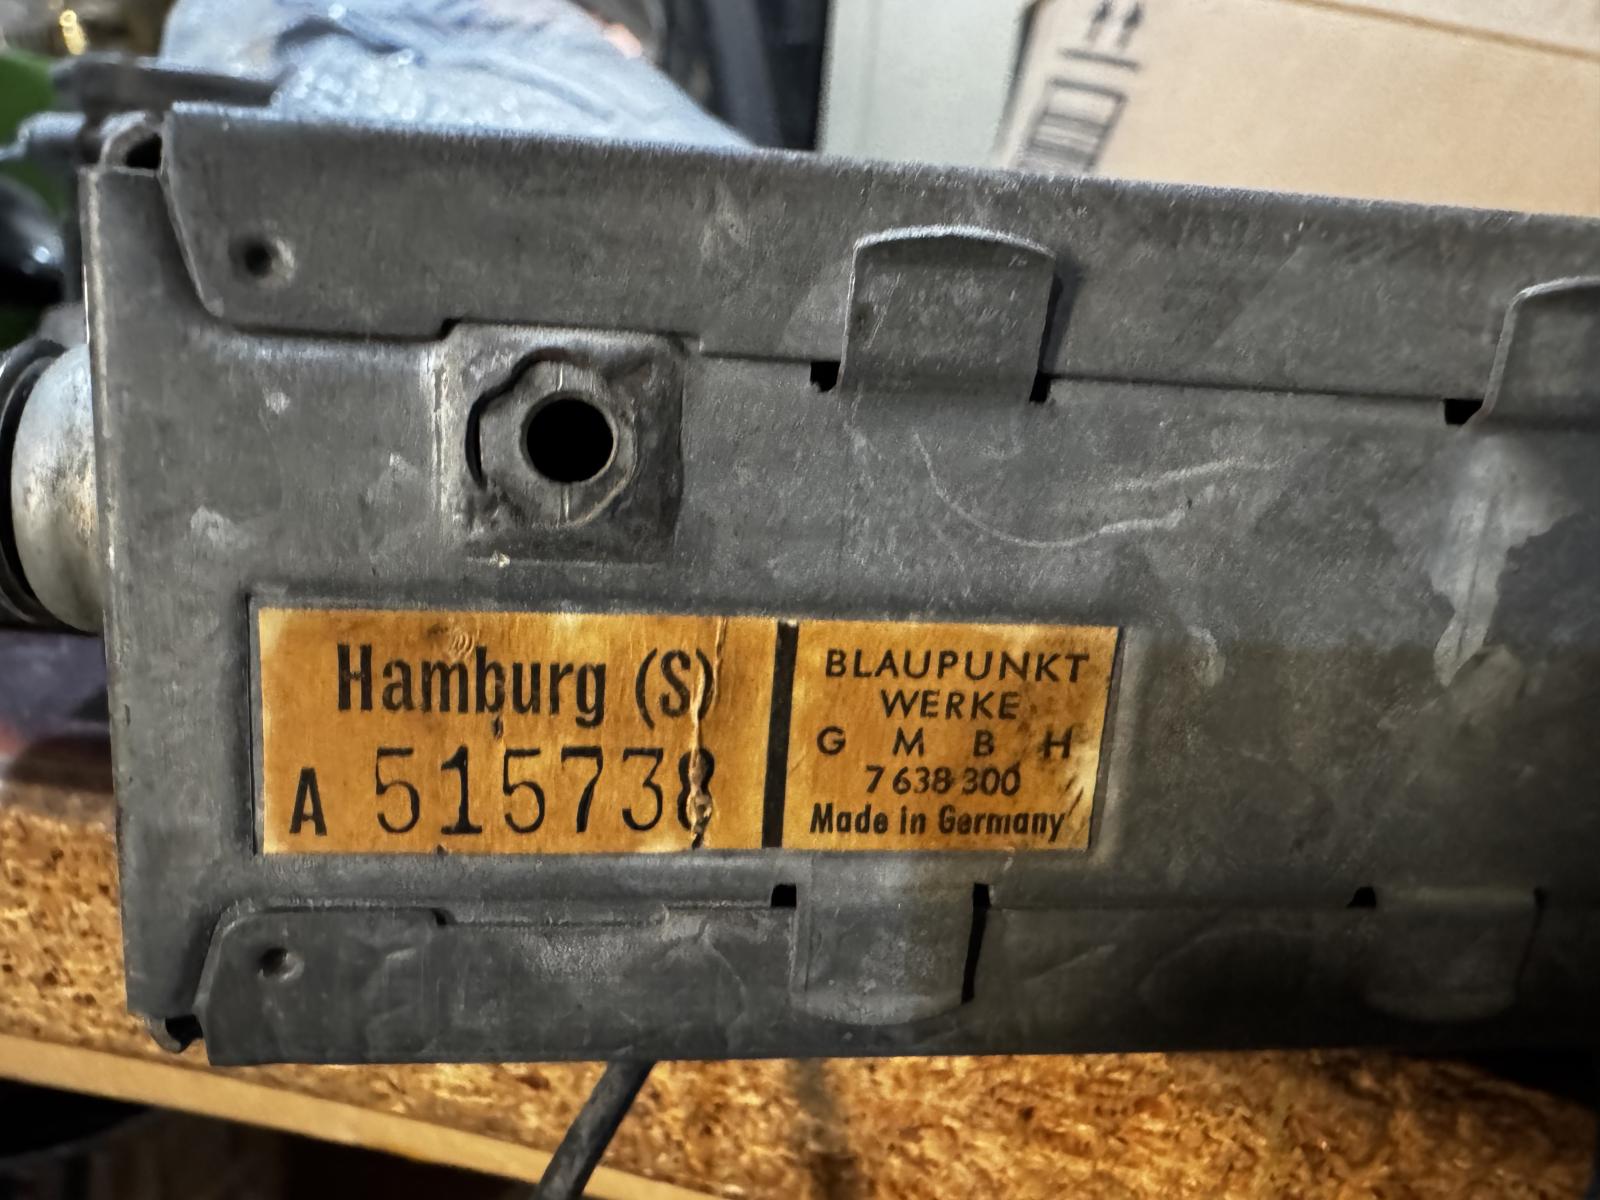 Hamburg (S)
A 515738
BLAUPUNKT
WERKE
G M B H
7 638 300
Made in Germany